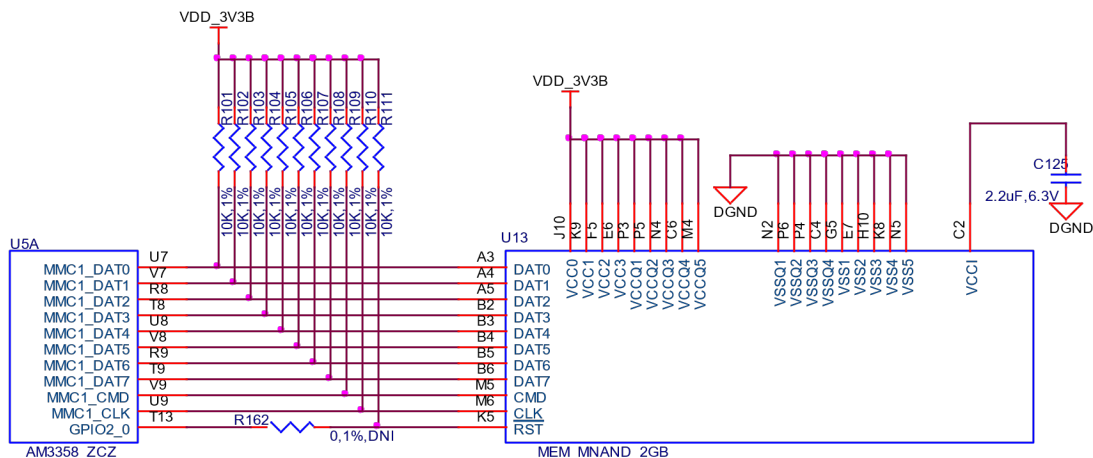 VDD_3V3B
R101
R102
R103
R104
R105
R106
R107
R108
R109
R110
R111
10K,1%
10K,1%
10K,1%
10K,1%
10K,1%
10K,1%
10K,1%
10K,1%
10K,1%
10K,1%
10K,1%
VDD_3V3B
DGND
C125
2.2uF,6.3V
DGND
J10
K9
F5
E6
P3
P5
N4
C6
M4
N2
P6
P4
C4
G5
E7
H10
K8
N5
C2
VCC0
VCC1
VCC2
VCC3
VCCQ1
VCCQ2
VCCQ3
VCCQ4
VCCQ5
VSSQ1
VSSQ2
VSSQ3
VSSQ4
VSS1
VSS2
VSS3
VSS4
VSS5
VCCI
U5A
U13
MMC1_DAT0 U7 A3 DAT0
MMC1_DAT1 V7 A4 DAT1
MMC1_DAT2 R8 A5 DAT2
MMC1_DAT3 T8 B2 DAT3
MMC1_DAT4 U8 B3 DAT4
MMC1_DAT5 V8 B4 DAT5
MMC1_DAT6 R9 B5 DAT6
MMC1_DAT7 T9 B6 DAT7
MMC1_CMD V9 M5 CMD
MMC1_CLK U9 M6 CLK
GPIO2_0 T13 K5 RST
R162
0,1%,DNI
AM3358_ZCZ
MEM_MNAND_2GB